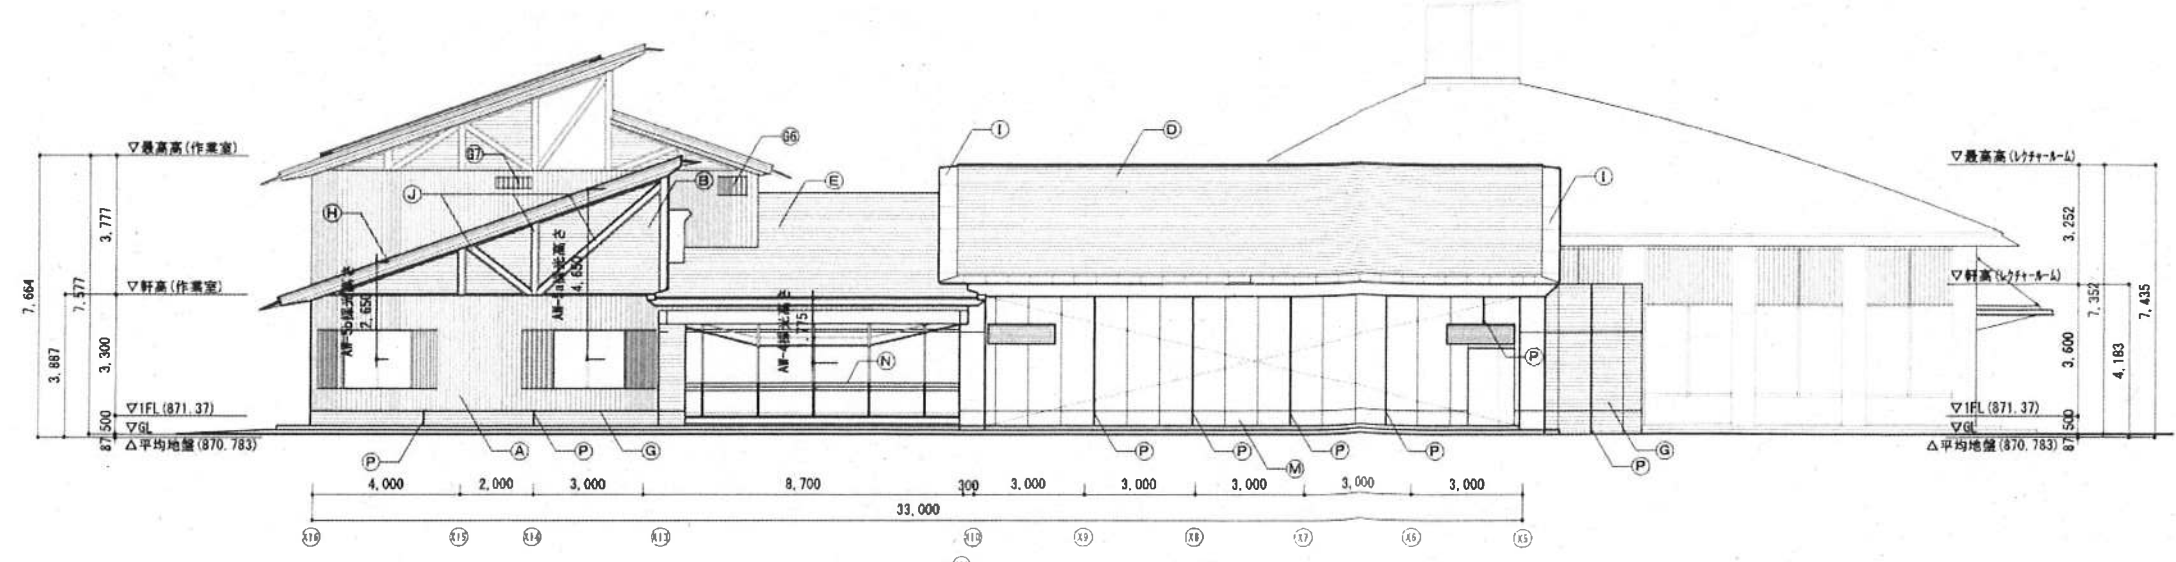 G6
I
D
G7
▽最高高(作業室)
▽最高高(レクチャールーム)
J
B
E
I
H
3,777
3,252
AW-5b採光高さ
2,650
AW-5a採光高さ
4,650
AW-4採光高さ
1,775
▽軒高(作業室)
▽軒高(レクチャールーム)
7,664
7,577
7,352
7,435
3,887
3,300
N
P
3,600
4,183
▽1FL(871.37)
500
▽GL
87
△平均地盤(870.783)
▽1FL(871.37)
500
▽GL
87
△平均地盤(870.783)
P
A
P
G
P
P
M
P
P
P
G
4,000
2,000
3,000
8,700
300
3,000
3,000
3,000
3,000
3,000
33,000
X16
X15
X14
X13
X10
X9
X8
X7
X6
X5